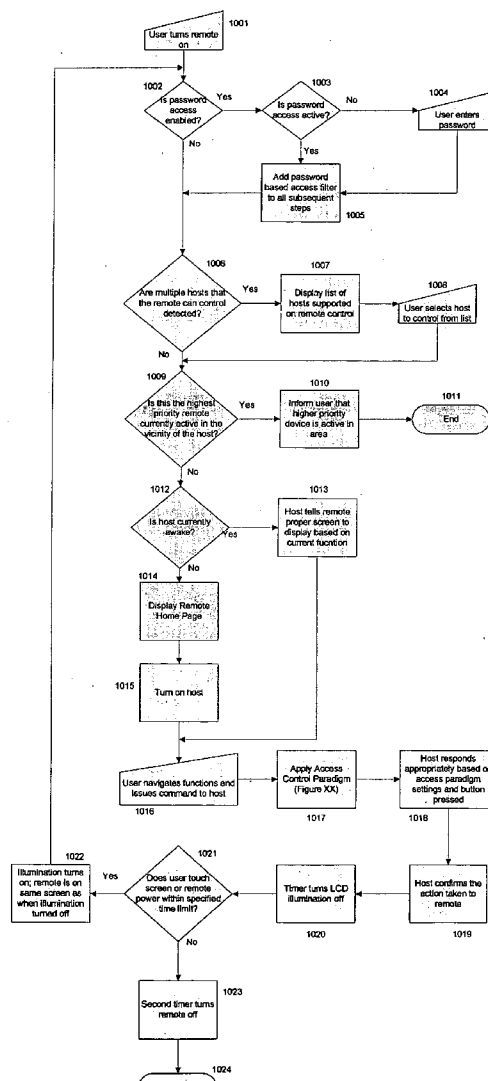 1001
User turns remote
on
1002
Is password
access
enabled?
Yes
No
1003
Is password
access active?
No
Yes
1004
User enters
password
Add password
based access filter
to all subsequent
steps
1005
1006
Are multiple hosts that
the remote can control
detected?
Yes
No
1007
Display list of
hosts supported
on remote control
1008
User selects host
to control from list
1009
Is this the highest
priority remote
currently active in the
vicinity of the host?
Yes
No
1010
Inform user that
higher priority
device is active in
area
1011
End
1012
Is host currently
awake?
Yes
No
1013
Host tells remote
proper screen to
display based on
current fucntion
1014
Display Remote
Home Page
1015
Turn on host
User navigates functions and
issues command to host
1016
Apply Access
Control Paradigm
(Figure XX)
1017
Host responds
appropriately based on
access paradigm
settings and button
pressed
1018
Host confirms the
action taken to
remote
1019
Timer turns LCD
illumination off
1020
1021
Does user touch
screen or remote
power within specified
time limit?
Yes
No
1022
Illumination turns
on; remote is on
same screen as
when illumination
turned off
1023
Second timer turns
remote off
1024